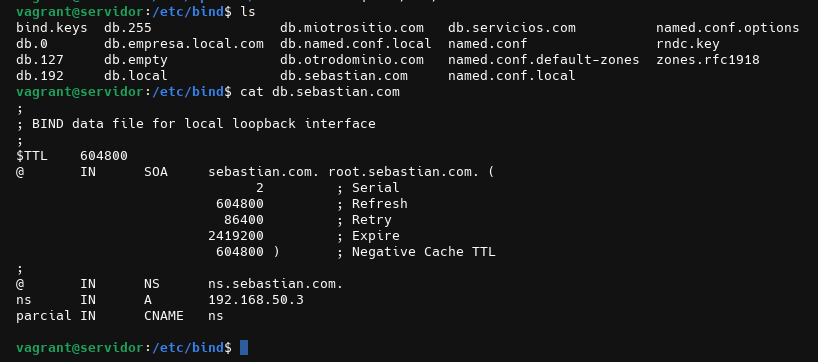 vagrant@servidor:/etc/bind$ ls
bind.keys  db.255                db.miotrositio.com   db.servicios.com          named.conf.options
db.0       db.empresa.local.com  db.named.conf.local  named.conf                rndc.key
db.127     db.empty              db.otrodominio.com   named.conf.default-zones  zones.rfc1918
db.192     db.local              db.sebastian.com     named.conf.local
vagrant@servidor:/etc/bind$ cat db.sebastian.com
;
; BIND data file for local loopback interface
;
$TTL    604800
@       IN      SOA     sebastian.com. root.sebastian.com. (
                              2         ; Serial
                         604800         ; Refresh
                          86400         ; Retry
                        2419200         ; Expire
                         604800 )       ; Negative Cache TTL
;
@       IN      NS      ns.sebastian.com.
ns      IN      A       192.168.50.3
parcial IN      CNAME   ns
vagrant@servidor:/etc/bind$